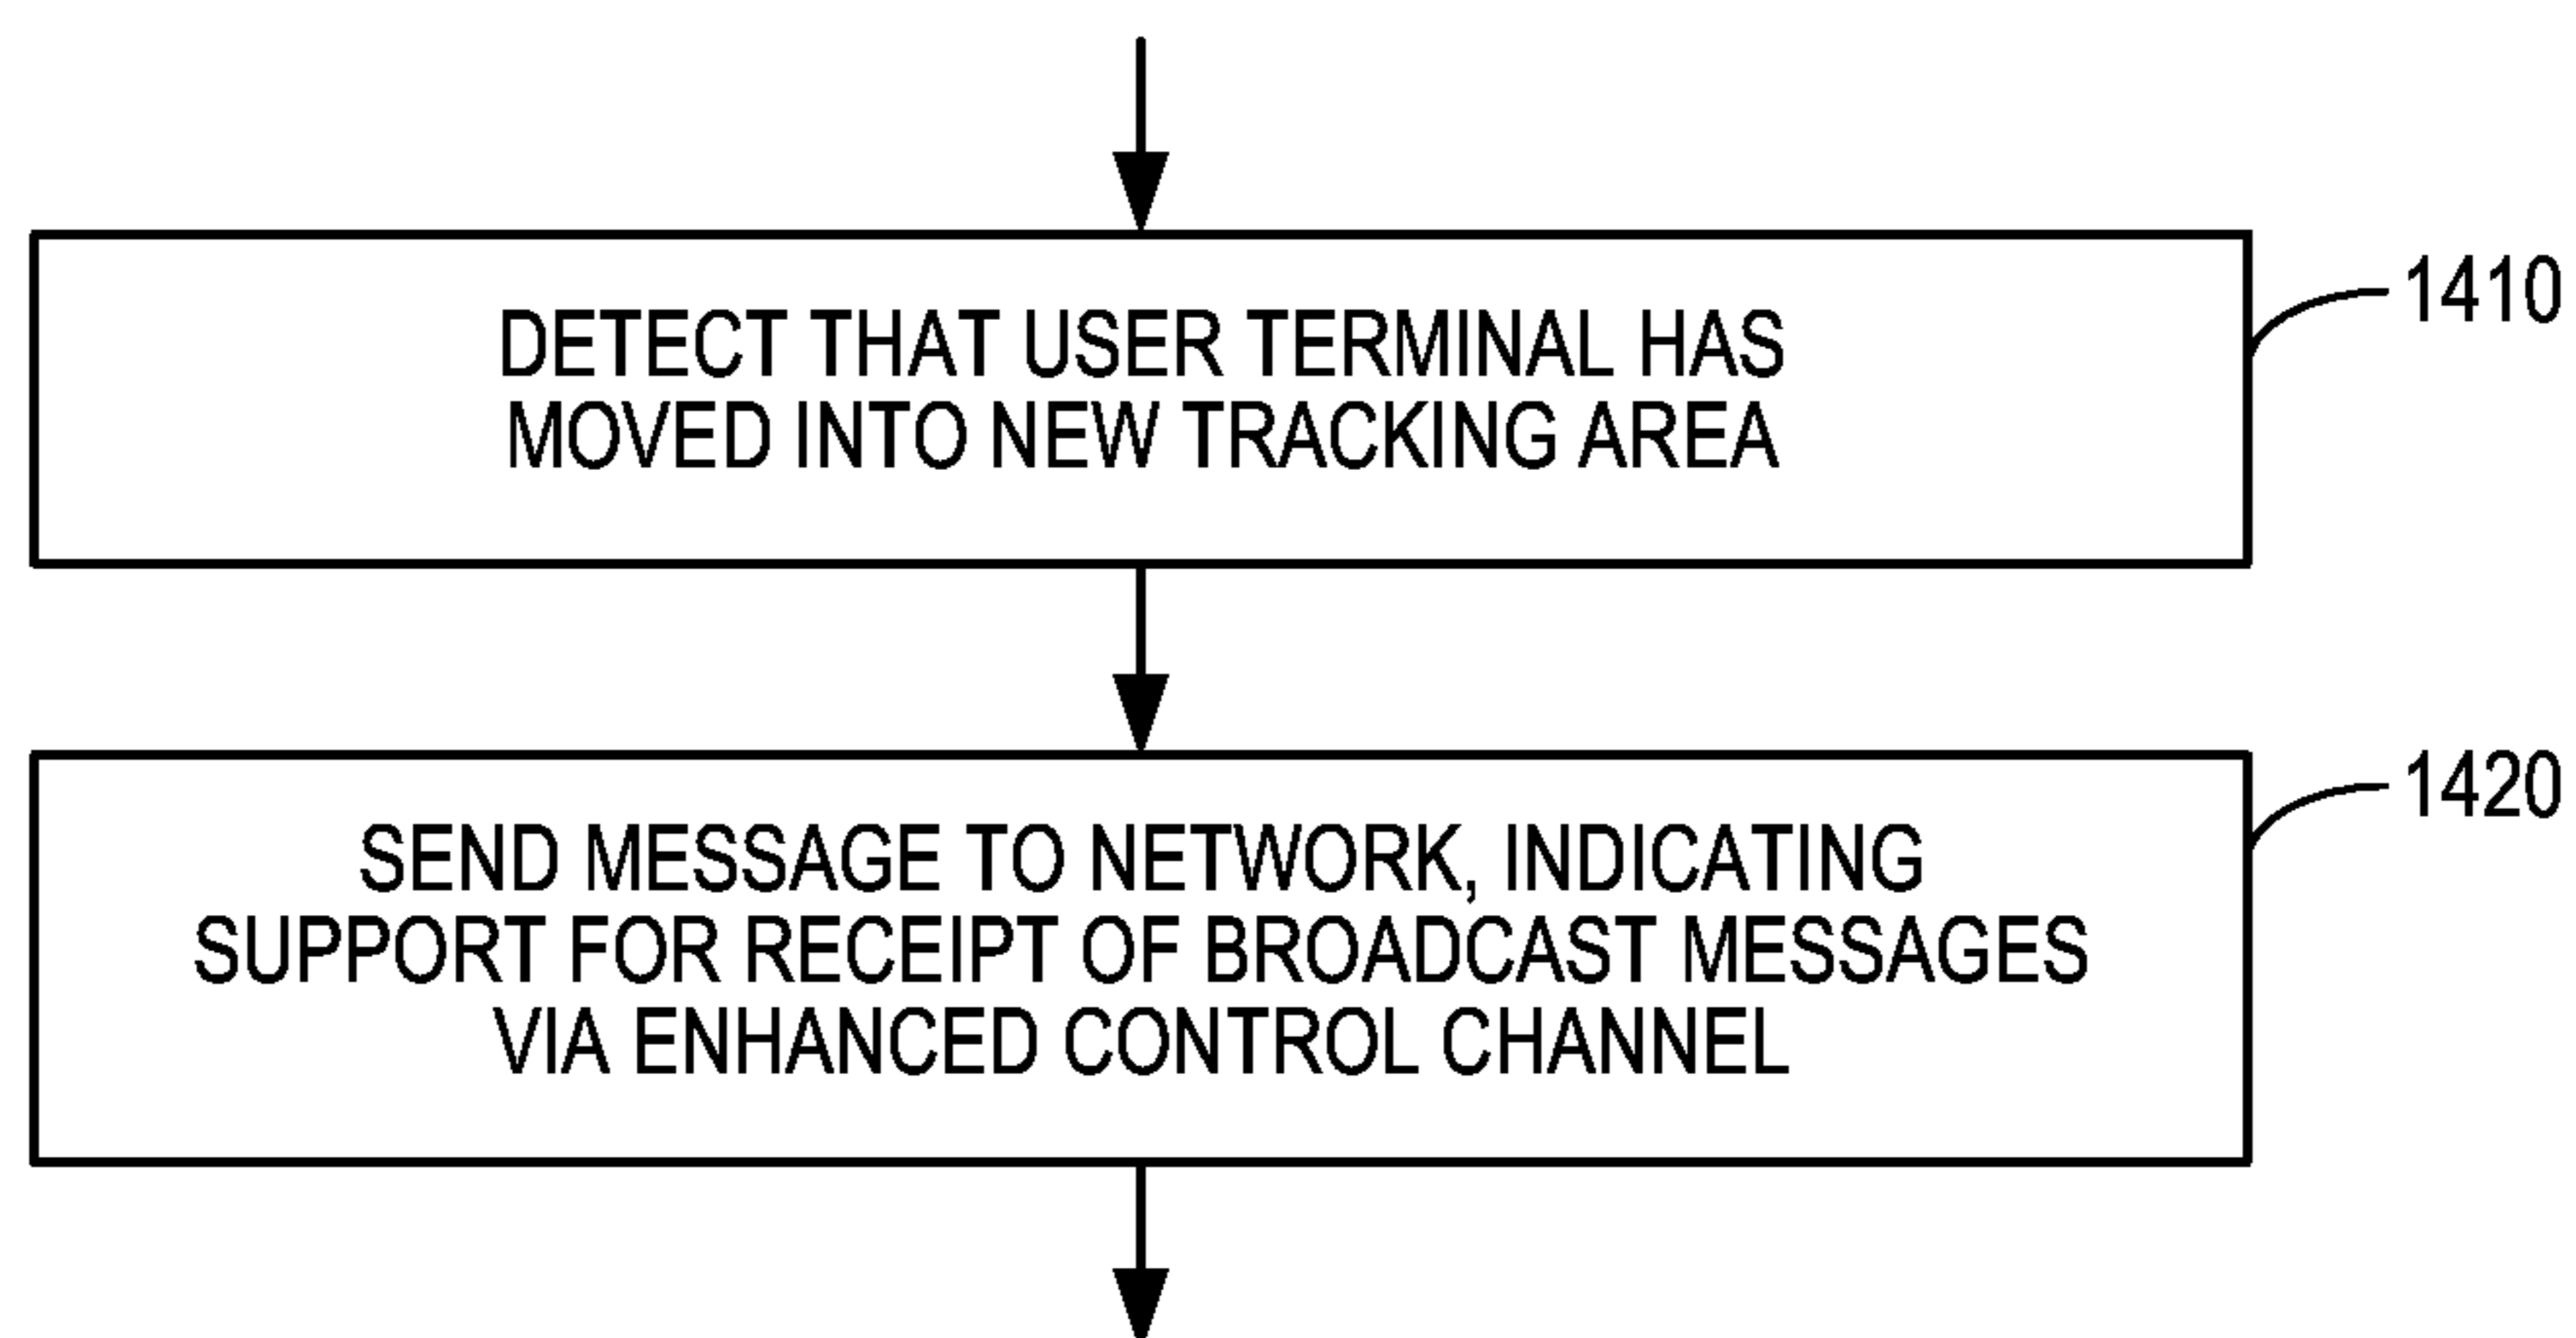 DETECT THAT USER TERMINAL HAS
MOVED INTO NEW TRACKING AREA
1410
SEND MESSAGE TO NETWORK, INDICATING
SUPPORT FOR RECEIPT OF BROADCAST MESSAGES
VIA ENHANCED CONTROL CHANNEL
1420